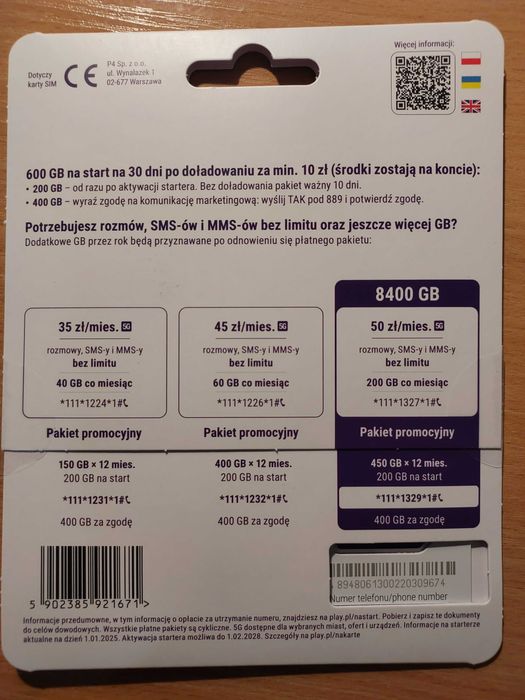 Więcej informacji:
Dotyczy
karty SIM
CE
P4 Sp. z o.o.
ul. Wynalazek 1
02-677 Warszawa
600 GB na start na 30 dni po doładowaniu za min. 10 zł (środki zostają na koncie):
• 200 GB – od razu po aktywacji startera. Bez doładowania pakiet ważny 10 dni.
• 400 GB – wyraź zgodę na komunikację marketingową: wyślij TAK pod 889 i potwierdź zgodę.
Potrzebujesz rozmów, SMS-ów i MMS-ów bez limitu oraz jeszcze więcej GB?
Dodatkowe GB przez rok będą przyznawane po odnowieniu się płatnego pakietu:
35 zł/mies. 5G
rozmowy, SMS-y i MMS-y
bez limitu
40 GB co miesiąc
*111*1224*1#
Pakiet promocyjny
150 GB × 12 mies.
200 GB na start
*111*1231*1#
400 GB za zgodę
45 zł/mies. 5G
rozmowy, SMS-y i MMS-y
bez limitu
60 GB co miesiąc
*111*1226*1#
Pakiet promocyjny
400 GB × 12 mies.
200 GB na start
*111*1232*1#
400 GB za zgodę
8400 GB
50 zł/mies. 5G
rozmowy, SMS-y i MMS-y
bez limitu
200 GB co miesiąc
*111*1327*1#
Pakiet promocyjny
450 GB × 12 mies.
200 GB na start
*111*1329*1#
400 GB za zgodę
5 902385 921671 >
8948061300220309674
Numer telefonu/phone number
Informacje przedumowne, w tym informację o opłacie za utrzymanie numeru, znajdziesz na play.pl/nastart. Pobierz i zapisz te dokumenty
do celów dowodowych. Wszystkie płatne pakiety są cykliczne. 5G dostępne dla wybranych miast, ofert i urządzeń. Informacje na starterze
aktualne na dzień 1.01.2025. Aktywacja startera możliwa do 1.02.2028. Szczegóły na play.pl/nakarte